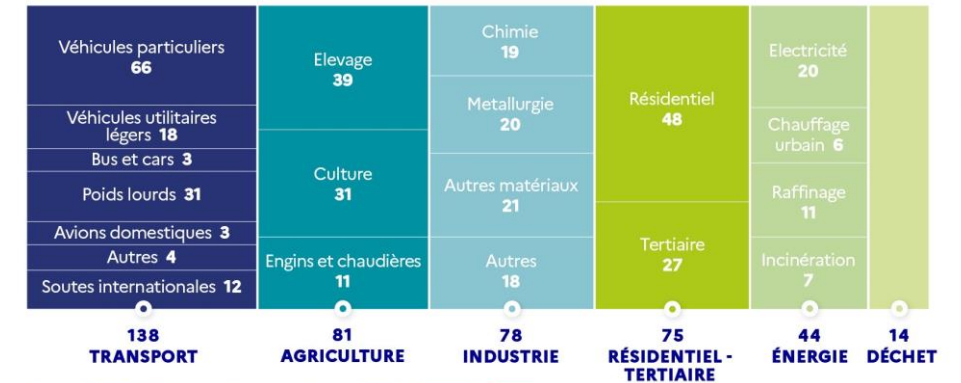 Véhicules particuliers
66
Véhicules utilitaires
légers 18
Bus et cars 3
Poids lourds 31
Avions domestiques 3
Autres 4
Soutes internationales 12
138
TRANSPORT
Elevage
39
Culture
31
Engins et chaudières
11
81
AGRICULTURE
Chimie
19
Metallurgie
20
Autres matériaux
21
Autres
18
78
INDUSTRIE
Résidentiel
48
Tertiaire
27
75
RÉSIDENTIEL -
TERTIAIRE
Electricité
20
Chauffage
urbain 6
Raffinage
11
Incinération
7
44
ÉNERGIE
14
DÉCHET